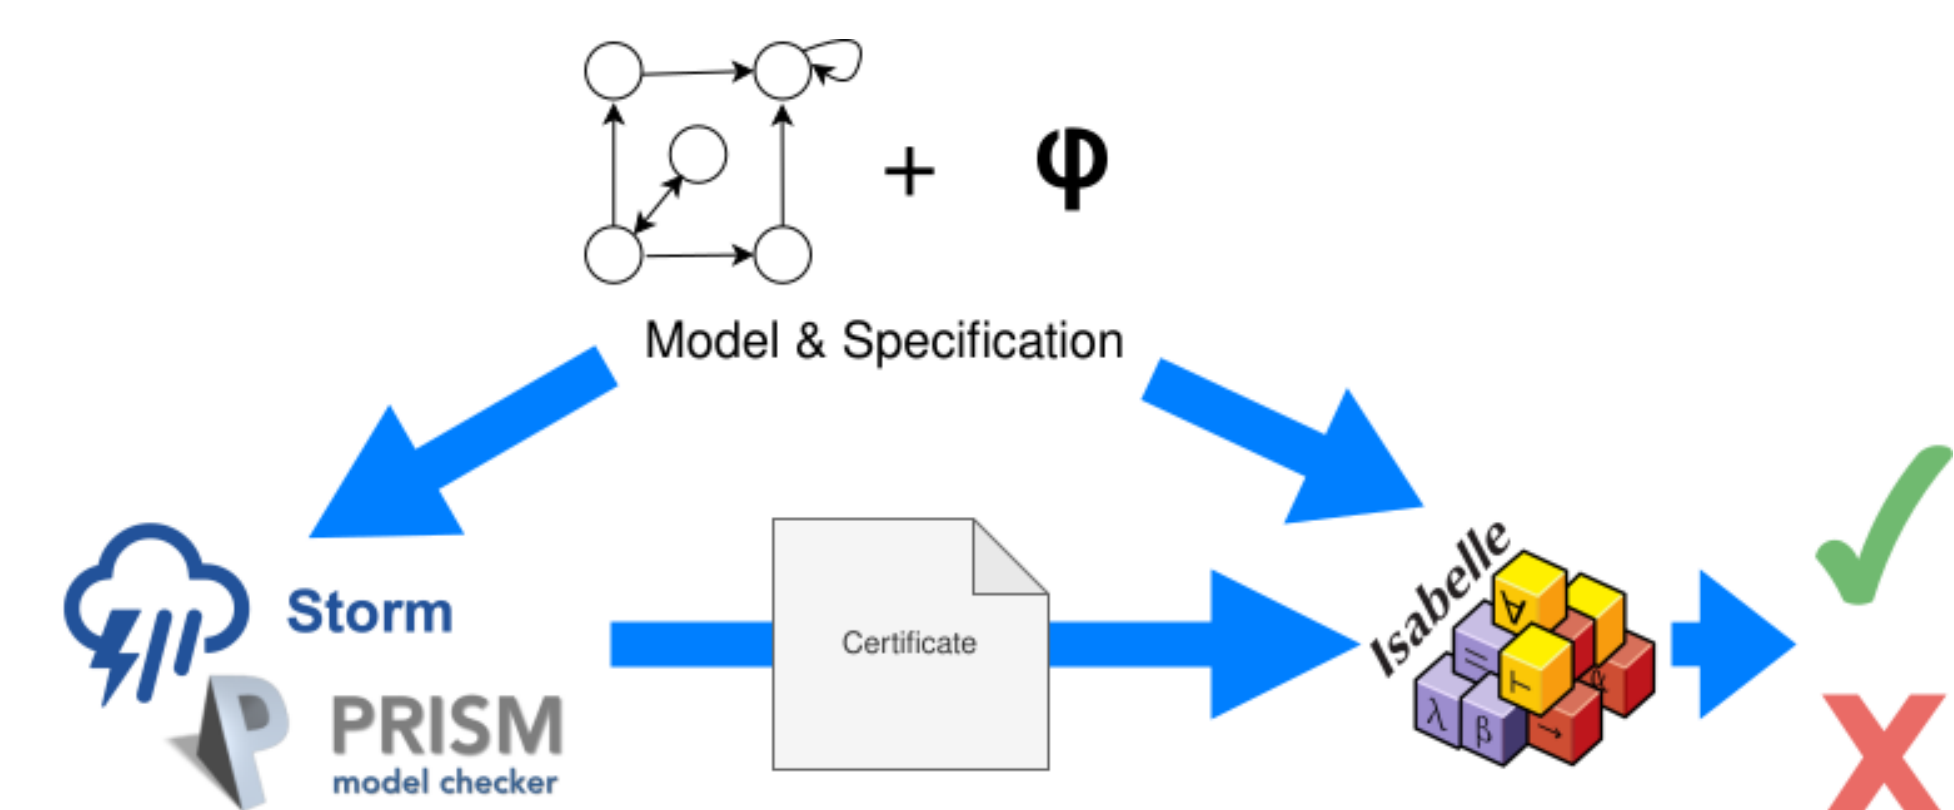 + φ
Model & Specification
Storm
PRISM
model checker
Certificate
Isabelle
∀
=
⊢
α
λ
β
→